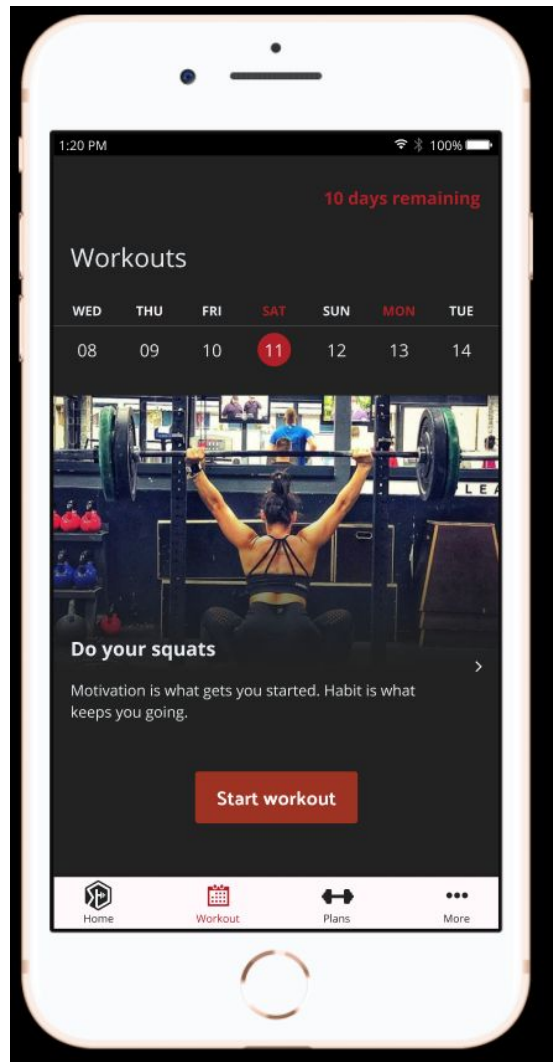 1:20 PM 100%
10 days remaining
Workouts
WED THU FRI SAT SUN MON TUE
08 09 10 11 12 13 14
Do your squats
Motivation is what gets you started. Habit is what
keeps you going.
Start workout
Home Workout Plans More